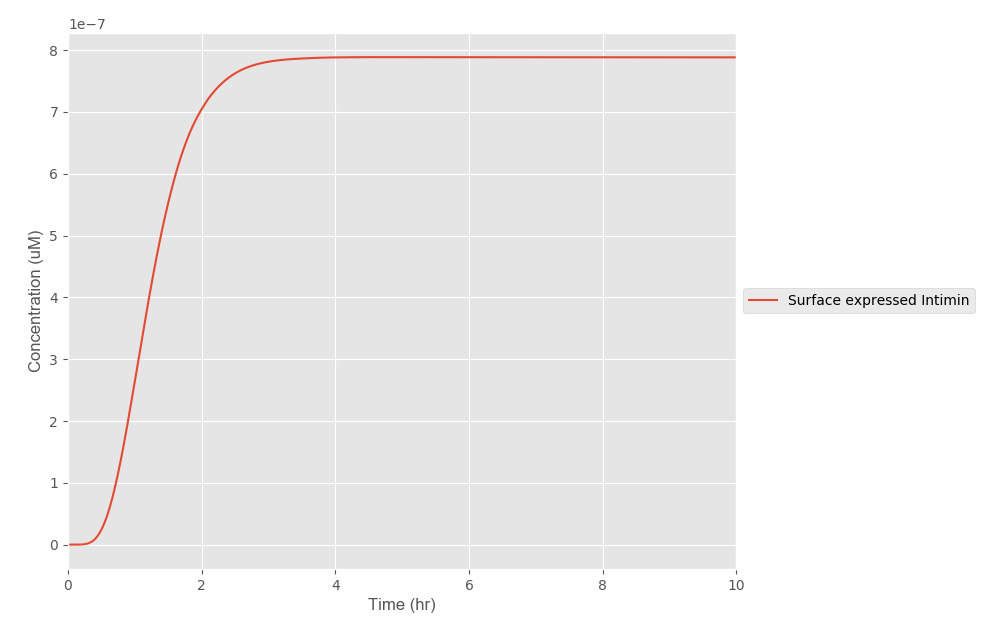 1e−7
8
7
6
5
4
3
2
1
0
Concentration (uM)
0 2 4 6 8 10
Time (hr)
Surface expressed Intimin